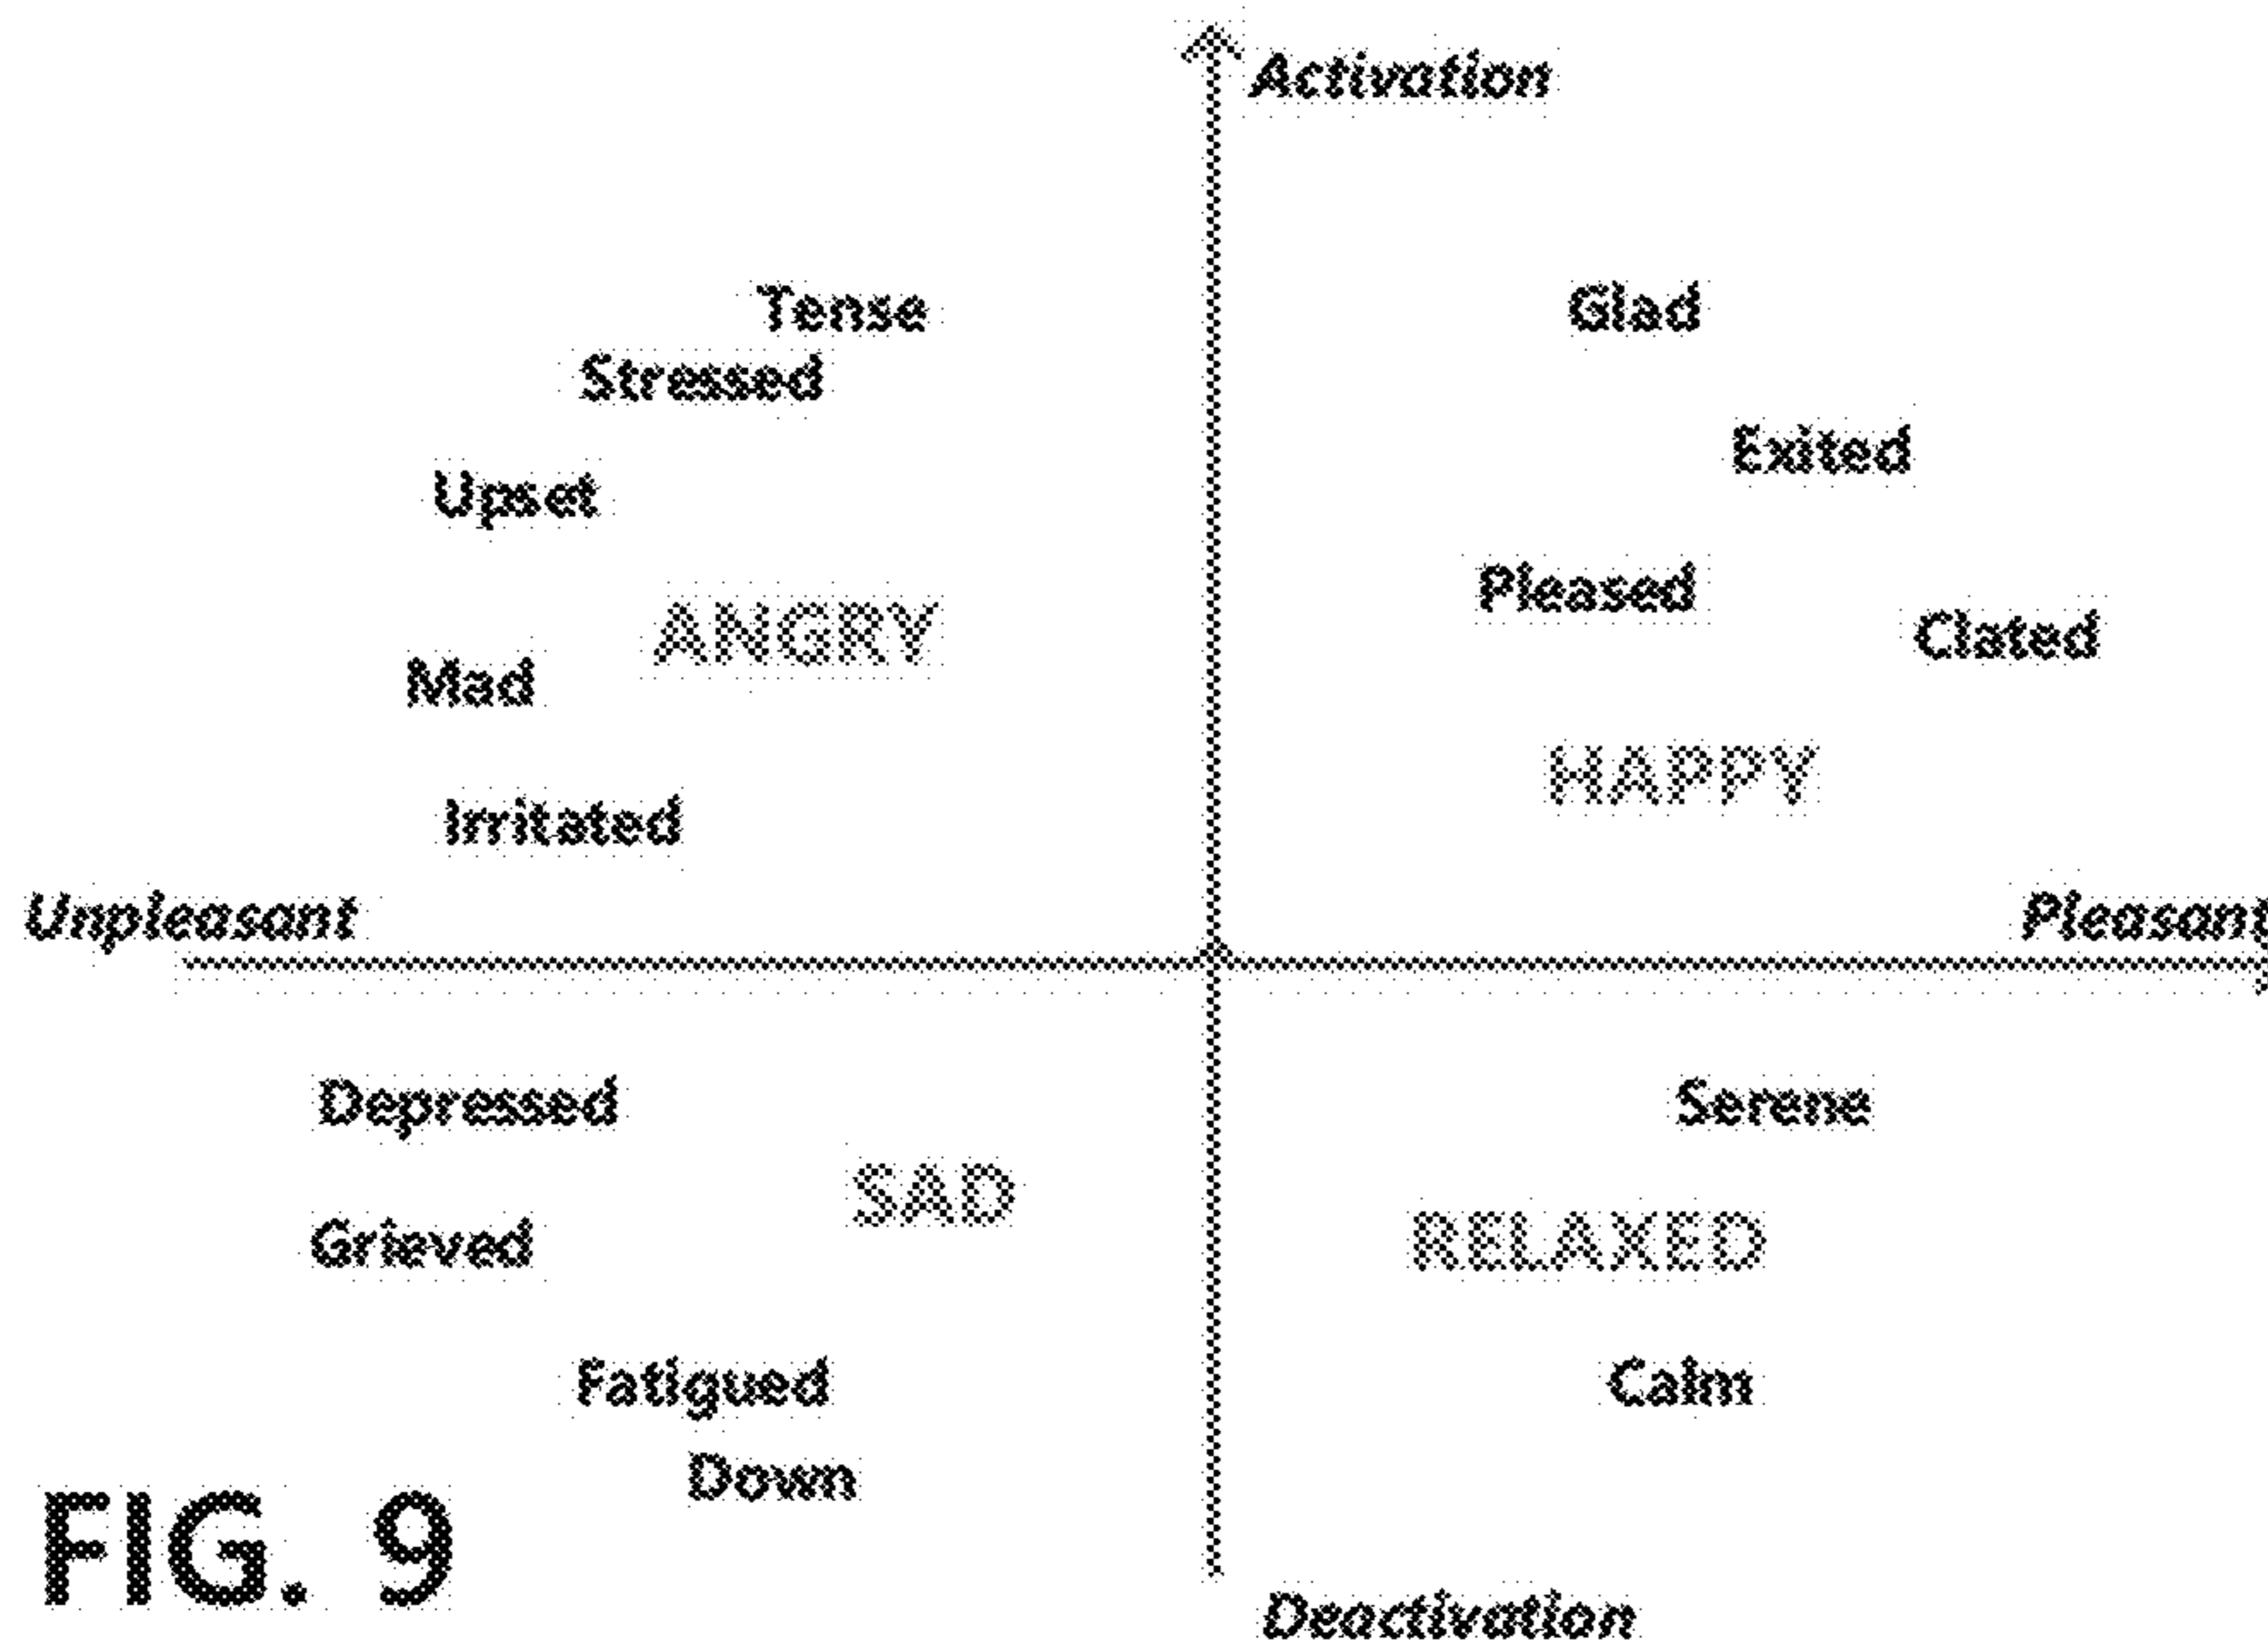 Activation
Tense
Glad
Stressed
Exited
Upset
Pleased
ANGRY
Clated
Mad
HAPPY
Irritated
Unpleasant
Pleasant
Depressed
Serene
SAD
Grieved
RELAXED
Fatigued
Calm
Down
FIG. 9
Deactivation